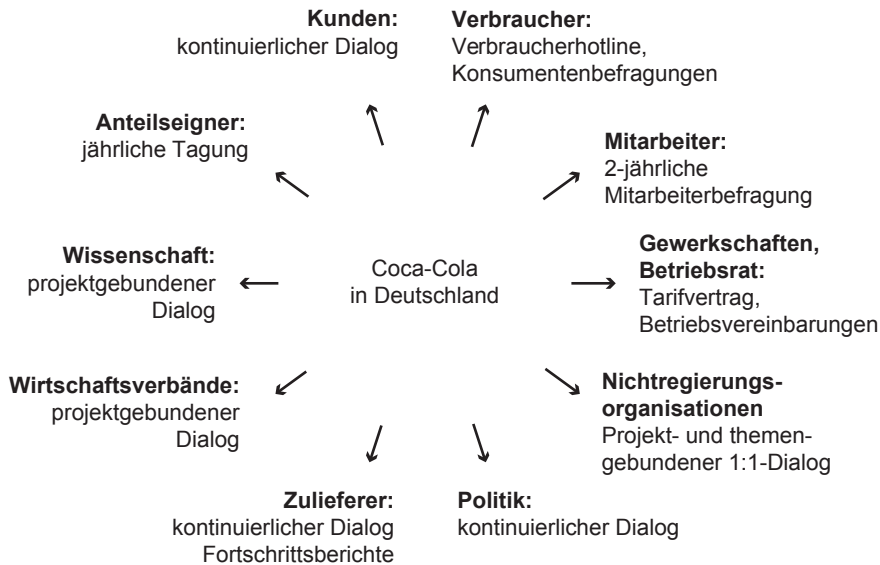 Kunden:
kontinuierlicher Dialog
Verbraucher:
Verbraucherhotline,
Konsumentenbefragungen
Anteilseigner:
jährliche Tagung
Mitarbeiter:
2-jährliche
Mitarbeiterbefragung
Wissenschaft:
projektgebundener
Dialog
Coca-Cola
in Deutschland
Gewerkschaften,
Betriebsrat:
Tarifvertrag,
Betriebsvereinbarungen
Wirtschaftsverbände:
projektgebundener
Dialog
Nichtregierungs-
organisationen
Projekt- und themen-
gebundener 1:1-Dialog
Zulieferer:
kontinuierlicher Dialog
Fortschrittsberichte
Politik:
kontinuierlicher Dialog